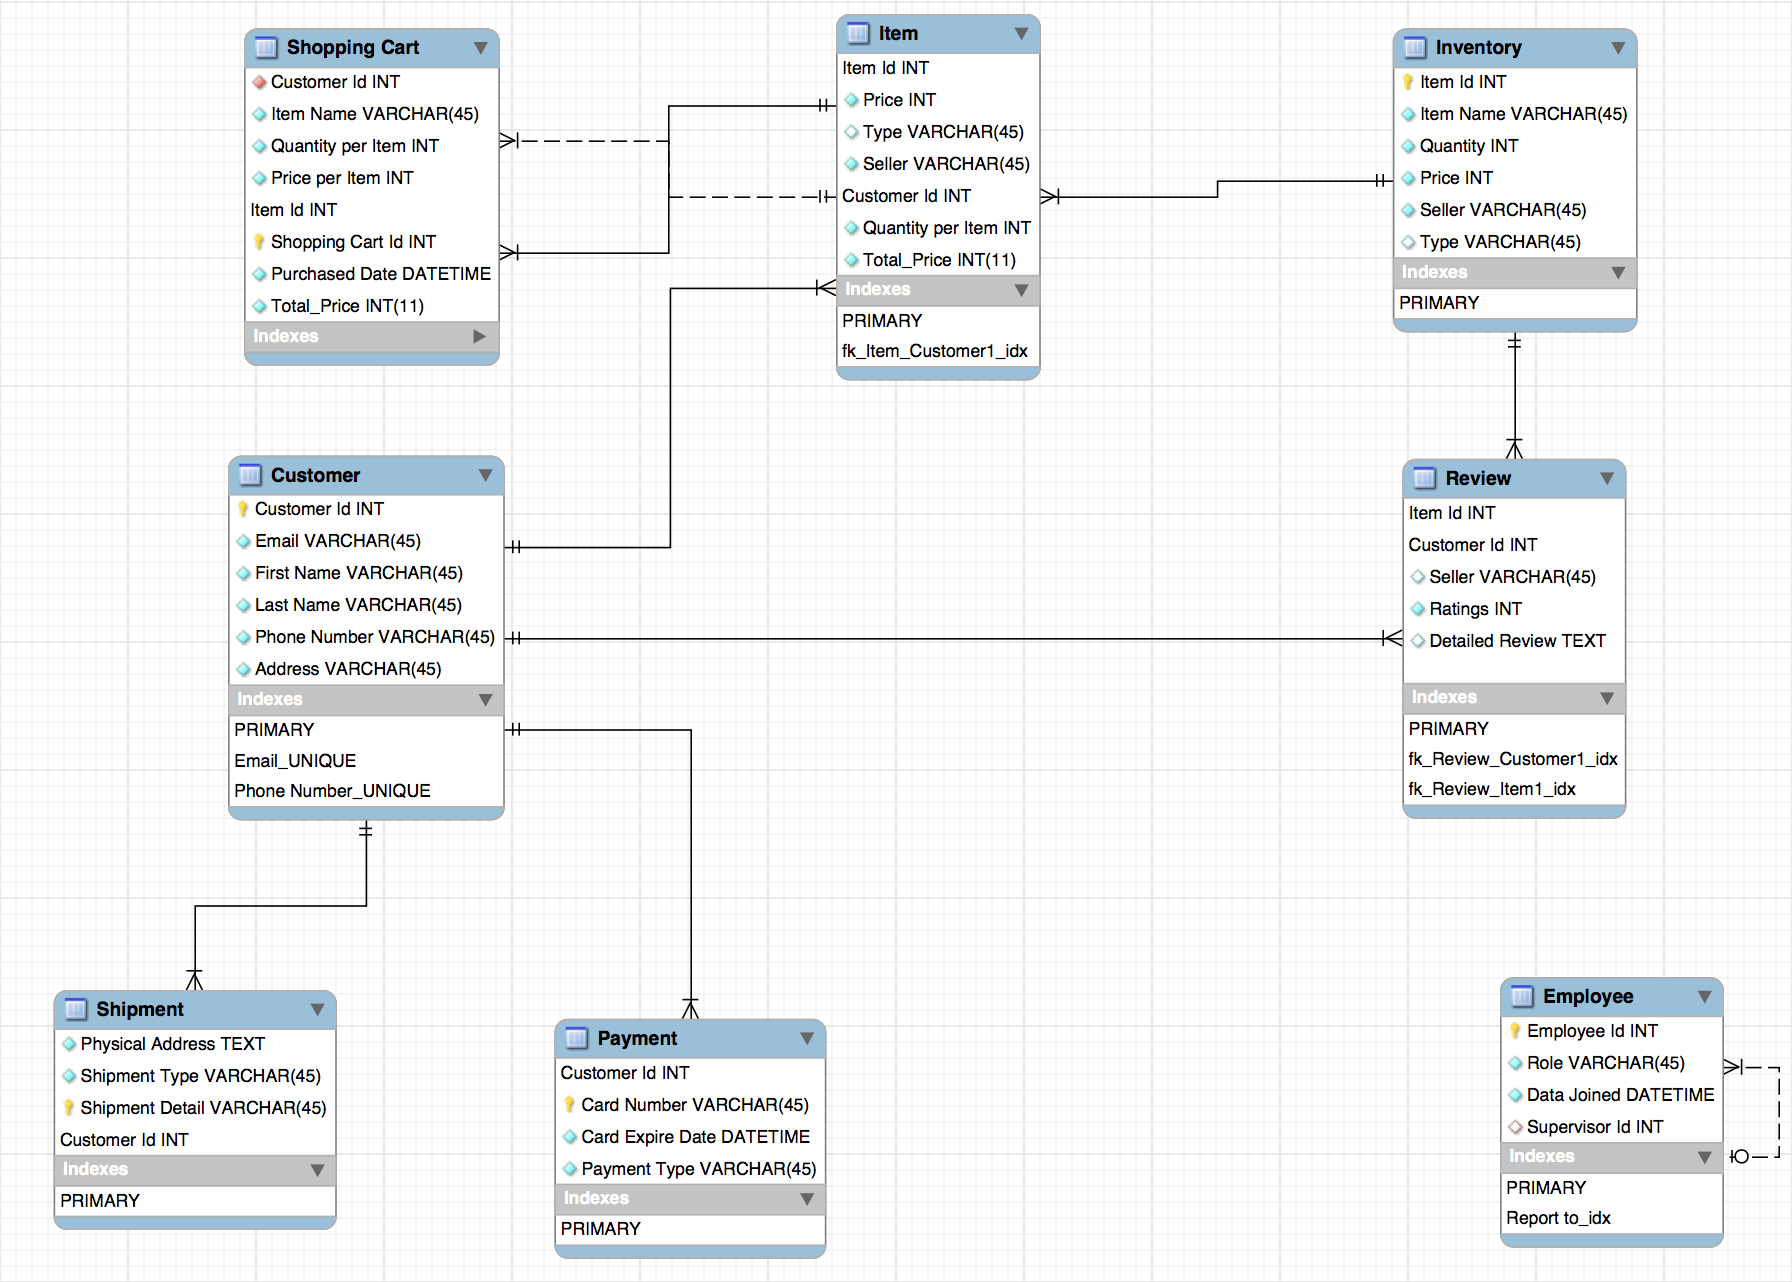 Shopping Cart
Customer Id INT
Item Name VARCHAR(45)
Quantity per Item INT
Price per Item INT
Item Id INT
Shopping Cart Id INT
Purchased Date DATETIME
Total_Price INT(11)
Indexes
Item
Item Id INT
Price INT
Type VARCHAR(45)
Seller VARCHAR(45)
Customer Id INT
Quantity per Item INT
Total_Price INT(11)
Indexes
PRIMARY
fk_Item_Customer1_idx
Inventory
Item Id INT
Item Name VARCHAR(45)
Quantity INT
Price INT
Seller VARCHAR(45)
Type VARCHAR(45)
Indexes
PRIMARY
Customer
Customer Id INT
Email VARCHAR(45)
First Name VARCHAR(45)
Last Name VARCHAR(45)
Phone Number VARCHAR(45)
Address VARCHAR(45)
Indexes
PRIMARY
Email_UNIQUE
Phone Number_UNIQUE
Review
Item Id INT
Customer Id INT
Seller VARCHAR(45)
Ratings INT
Detailed Review TEXT
Indexes
PRIMARY
fk_Review_Customer1_idx
fk_Review_Item1_idx
Shipment
Physical Address TEXT
Shipment Type VARCHAR(45)
Shipment Detail VARCHAR(45)
Customer Id INT
Indexes
PRIMARY
Payment
Customer Id INT
Card Number VARCHAR(45)
Card Expire Date DATETIME
Payment Type VARCHAR(45)
Indexes
PRIMARY
Employee
Employee Id INT
Role VARCHAR(45)
Data Joined DATETIME
Supervisor Id INT
Indexes
PRIMARY
Report to_idx